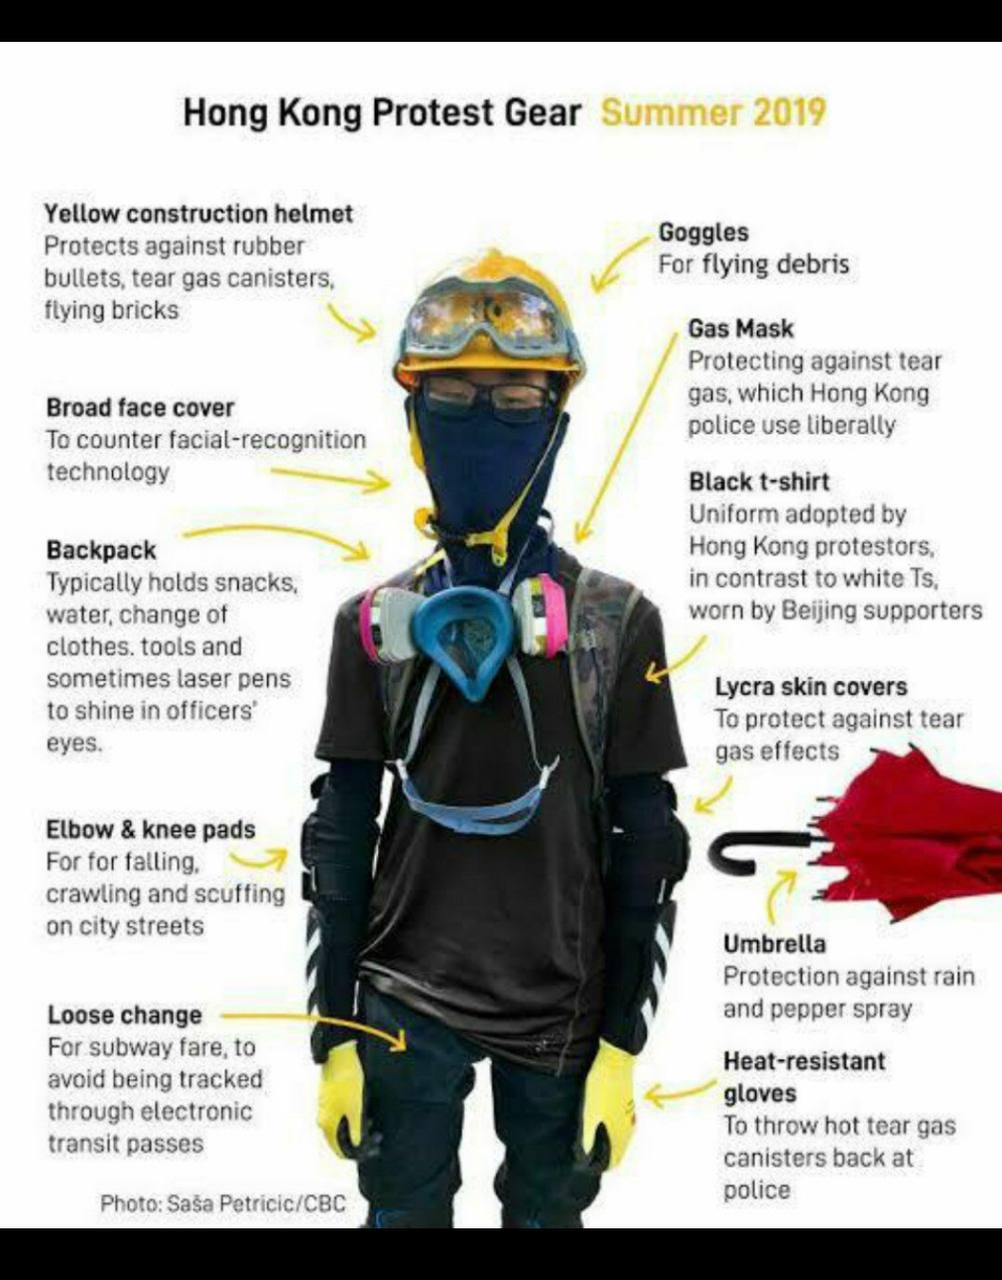 Hong Kong Protest Gear Summer 2019
Yellow construction helmet
Protects against rubber
bullets, tear gas canisters,
flying bricks
Goggles
For flying debris
Gas Mask
Protecting against tear
gas, which Hong Kong
police use liberally
Broad face cover
To counter facial-recognition
technology
Black t-shirt
Uniform adopted by
Hong Kong protestors,
in contrast to white Ts,
worn by Beijing supporters
Backpack
Typically holds snacks,
water, change of
clothes. tools and
sometimes laser pens
to shine in officers'
eyes.
Lycra skin covers
To protect against tear
gas effects
Elbow & knee pads
For for falling,
crawling and scuffing
on city streets
Umbrella
Protection against rain
and pepper spray
Loose change
For subway fare, to
avoid being tracked
through electronic
transit passes
Heat-resistant
gloves
To throw hot tear gas
canisters back at
police
Photo: Saša Petricic/CBC